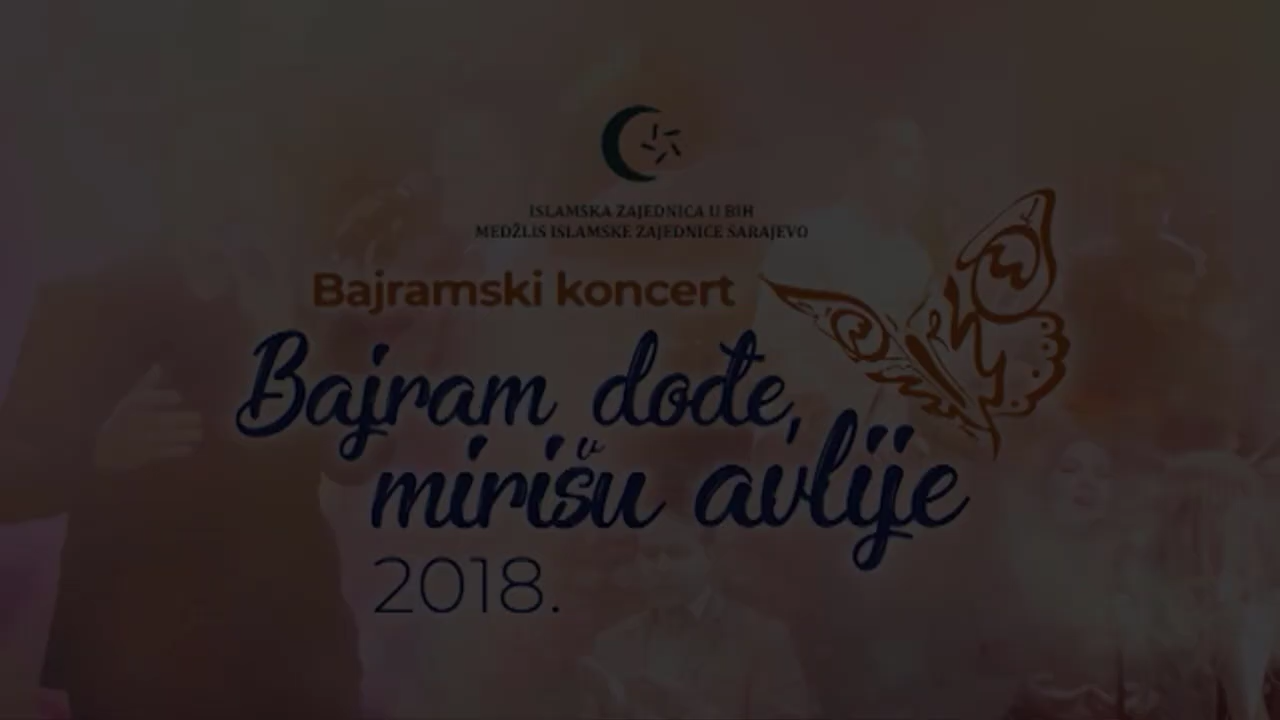 ISLAMSKA ZAJEDNICA U BIH
MEDŽLIS ISLAMSKE ZAJEDNICE SARAJEVO
Bajramski koncert
Bajram dođe,
mirišu avlije
2018.